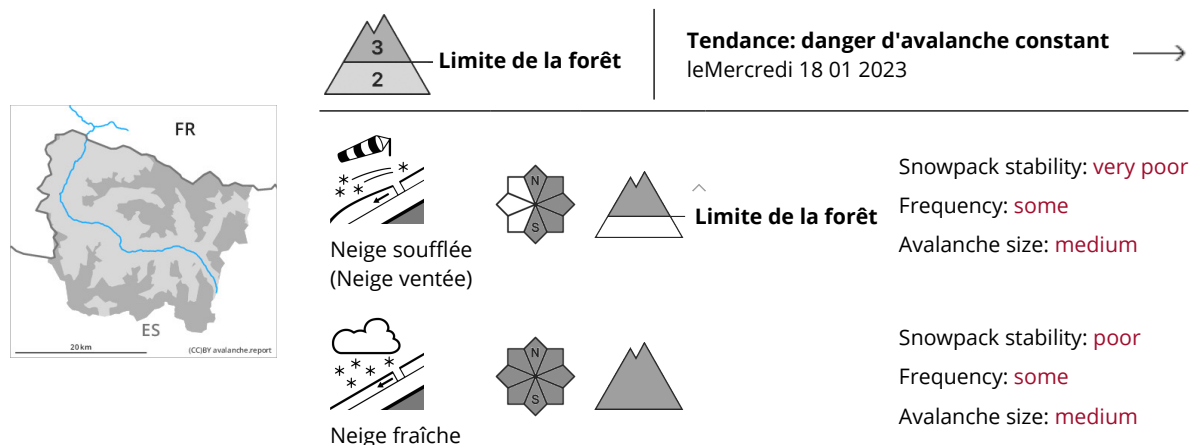 3
2
Limite de la forêt
Tendance: danger d'avalanche constant
leMercredi 18 01 2023
FR
ES
20 km
(CC)BY avalanche.report
N
S
Limite de la forêt
Neige soufflée
(Neige ventée)
Snowpack stability: very poor
Frequency: some
Avalanche size: medium
N
S
Neige fraîche
Snowpack stability: poor
Frequency: some
Avalanche size: medium